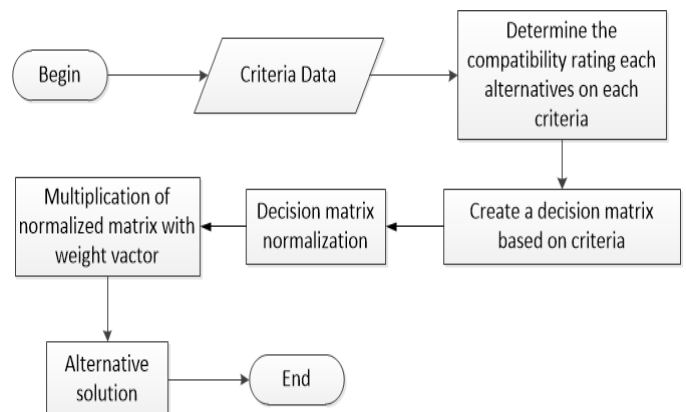 Begin
Criteria Data
Determine the
compatibility rating each
alternatives on each
criteria
Create a decision matrix
based on criteria
Decision matrix
normalization
Multiplication of
normalized matrix with
weight vactor
Alternative
solution
End